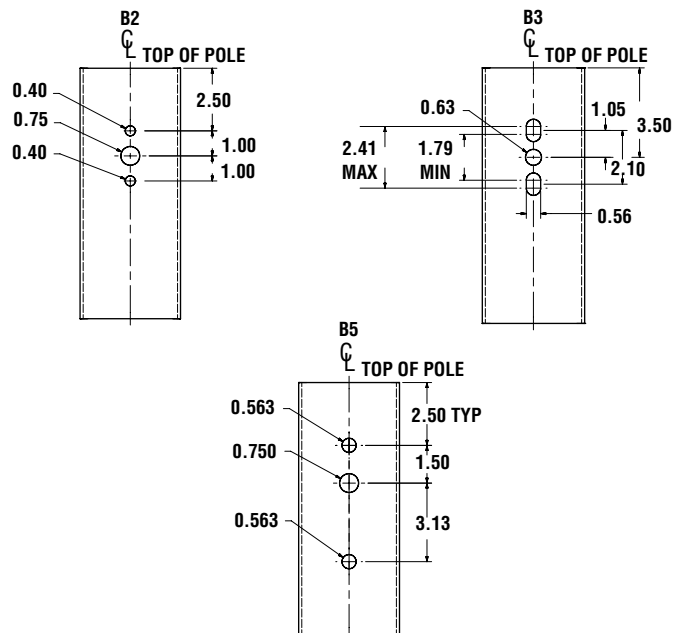 B2
℄ TOP OF POLE
0.40
0.75
0.40
2.50
1.00
1.00
B3
℄ TOP OF POLE
0.63
2.41
MAX
1.79
MIN
1.05
3.50
2.10
0.56
B5
℄ TOP OF POLE
0.563
0.750
0.563
2.50 TYP
1.50
3.13